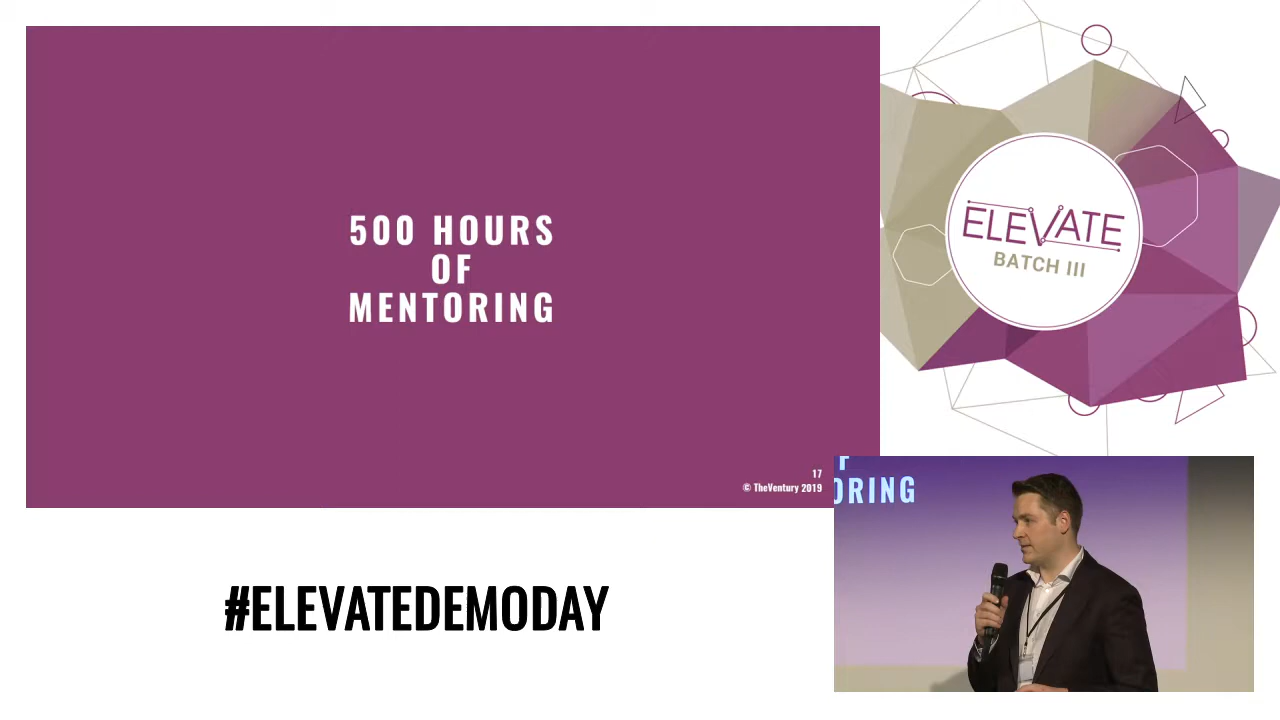 500 HOURS
OF
MENTORING
17
© TheVentury 2019
ELEVATE
BATCH III
ORING
#ELEVATEDEMODAY